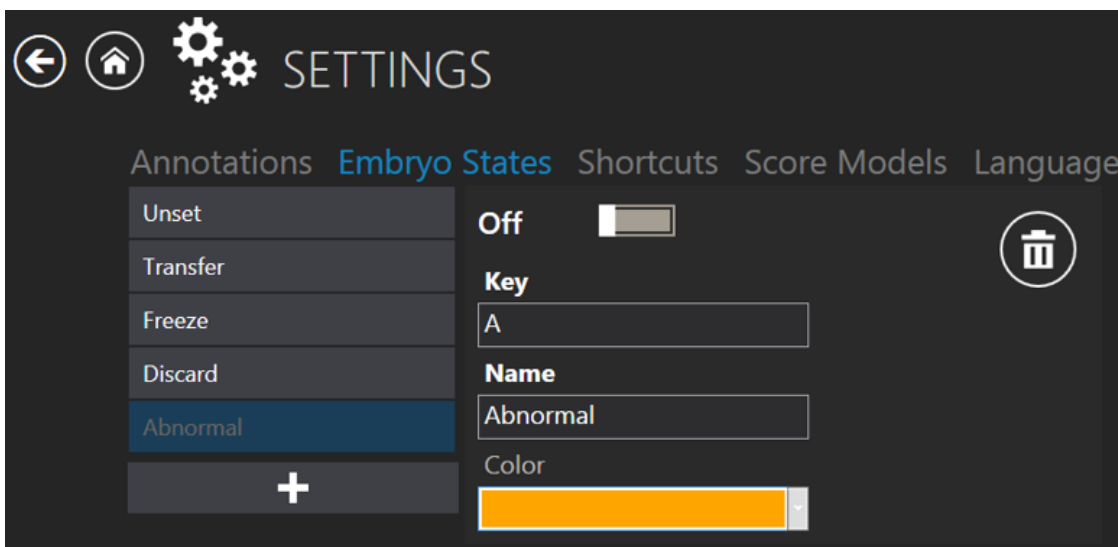 SETTINGS
Annotations Embryo States Shortcuts Score Models Language
Unset
Transfer
Freeze
Discard
Abnormal
Off
Key
A
Name
Abnormal
Color